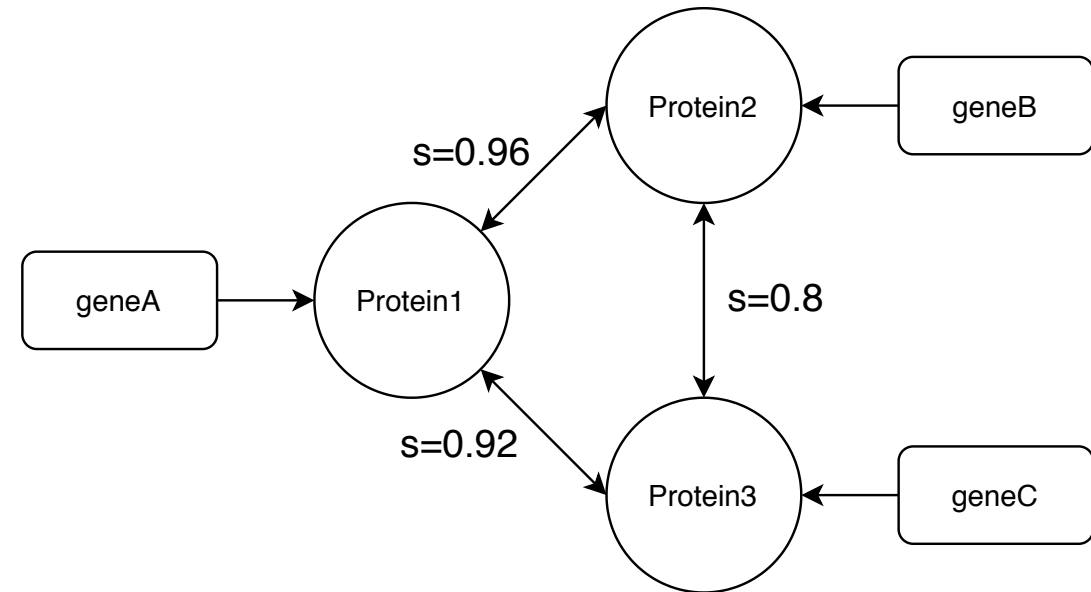 Protein2
geneB
s=0.96
geneA
Protein1
s=0.8
s=0.92
Protein3
geneC